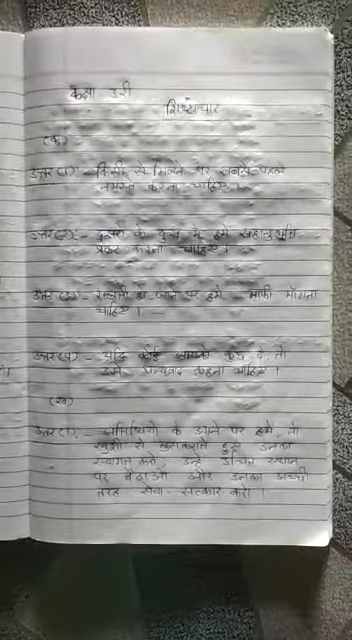 कक्षा 3री
शिष्टाचार
(क)
उत्तर (1) - किसी से मिलने पर सबसे पहले
नमस्ते करना चाहिए ।
उत्तर (2) - दूसरों के दुख में हमें सहानुभूति
प्रकट करना चाहिए ।
उत्तर (3) - गलती हो जाने पर हमें माफी माँगना
चाहिए ।
उत्तर (4) - यदि कोई आपको कुछ दे तो
उसे धन्यवाद कहना चाहिए ।
(ख)
उत्तर (1) - अतिथियों के आने पर हमें, तो
खुशी से मुस्कुराते हुए उनका
स्वागत करो, उन्हें उचित स्थान
पर बैठाओ और उनका अच्छी
तरह सेवा - सत्कार करो ।